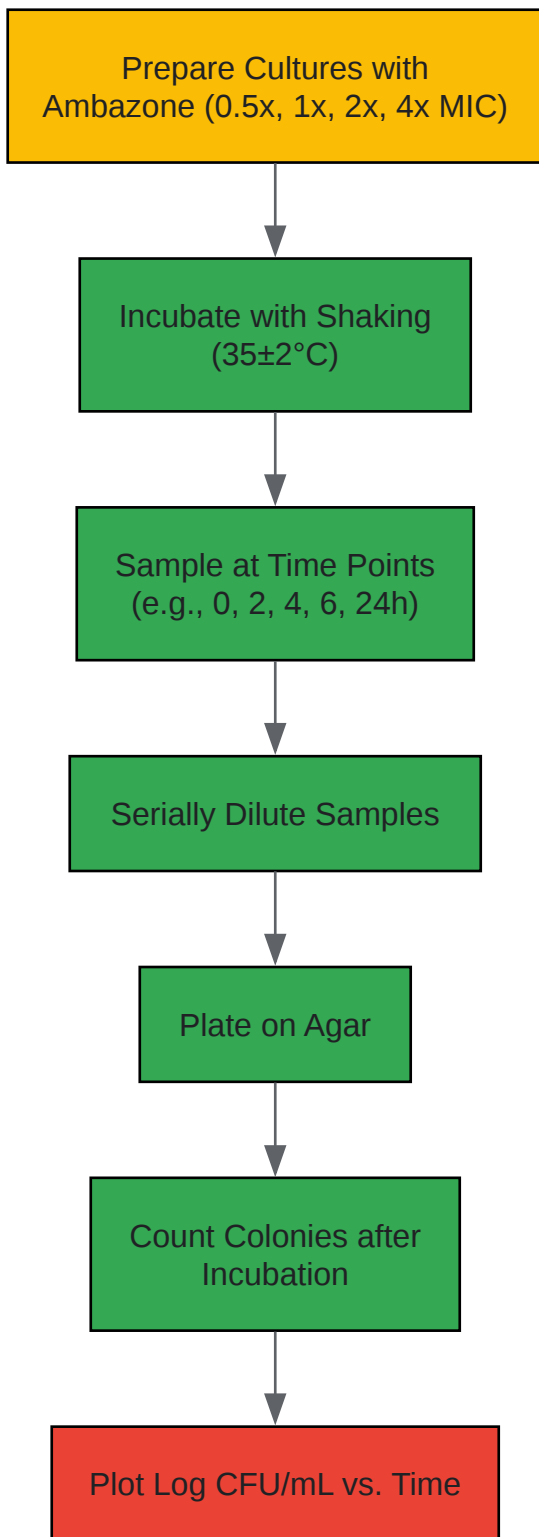 Prepare Cultures with
Ambazone (0.5x, 1x, 2x, 4x MIC)
Incubate with Shaking
(35±2°C)
Sample at Time Points
(e.g., 0, 2, 4, 6, 24h)
Serially Dilute Samples
Plate on Agar
Count Colonies after
Incubation
Plot Log CFU/mL vs. Time